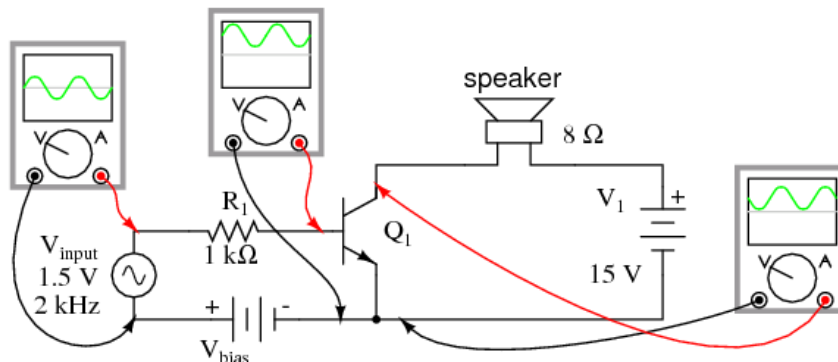 speaker
8 Ω
V A
V A
V A
R₁
1 kΩ
V₁
+
15 V
Q₁
Vinput
1.5 V
2 kHz
+ -
Vbias